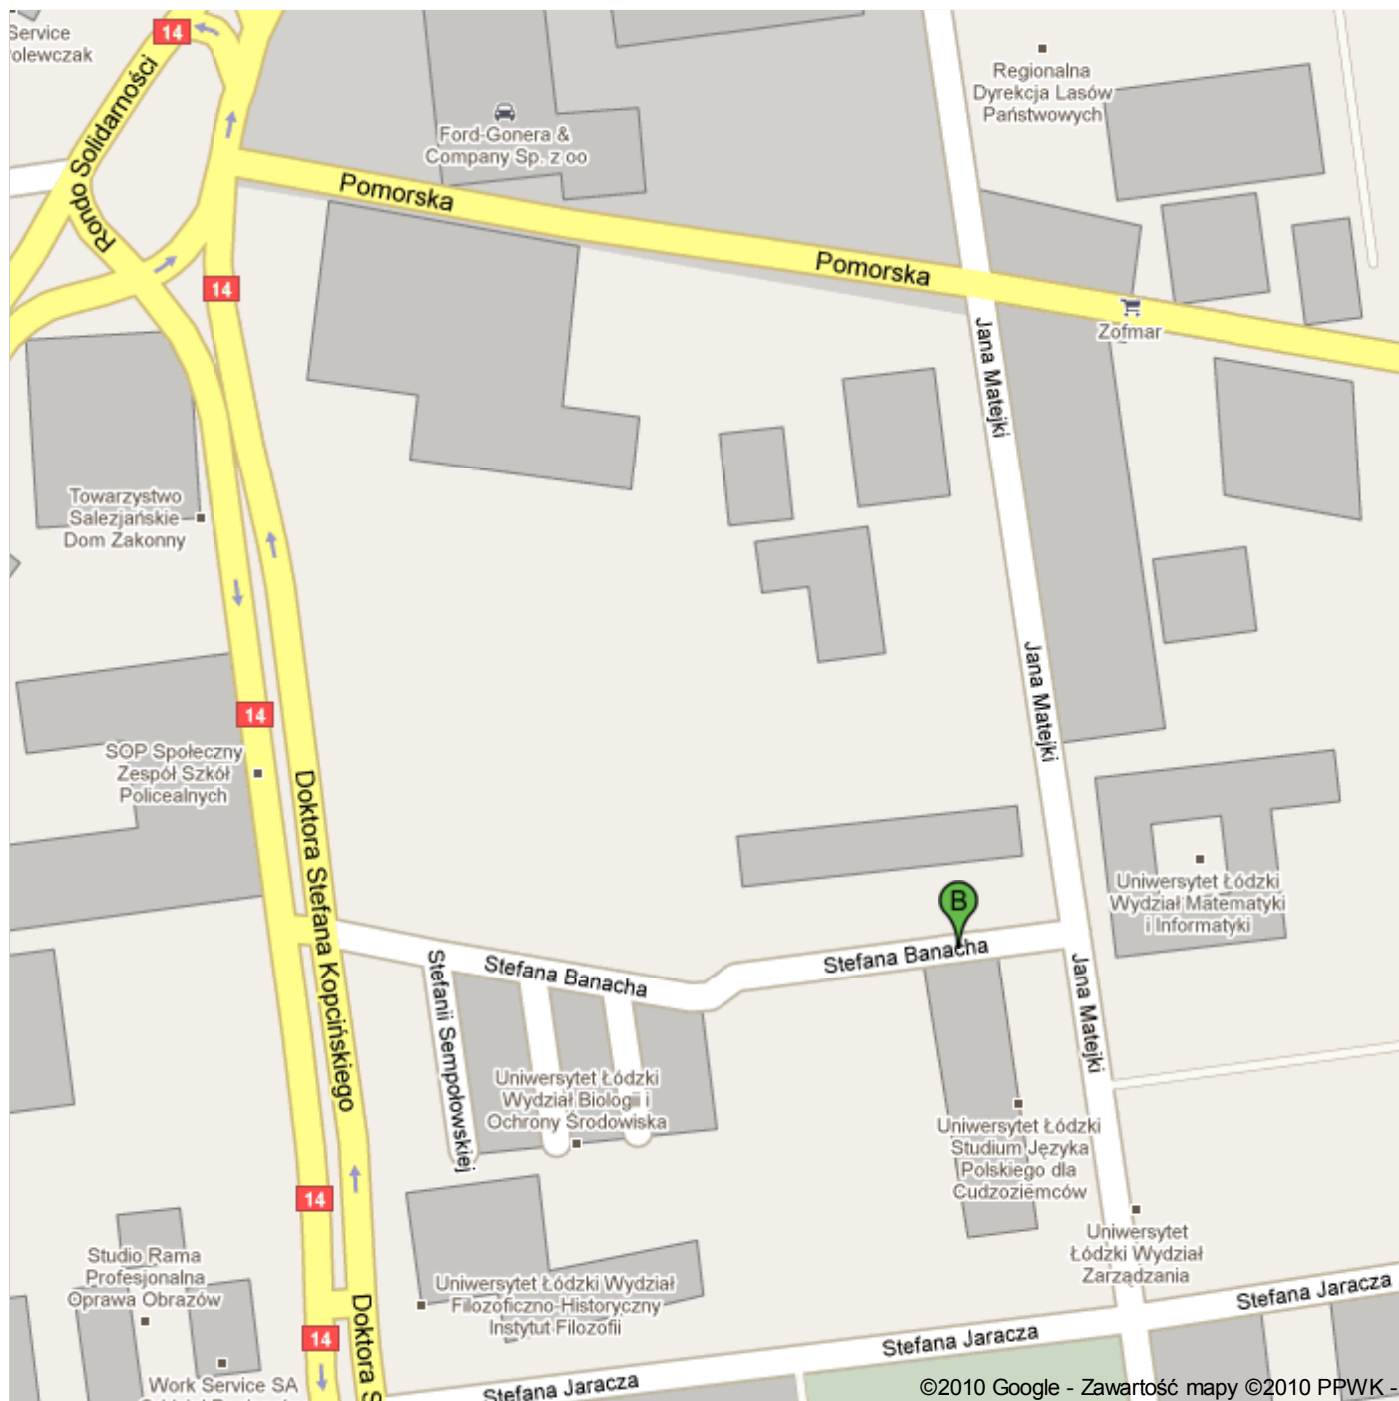 Service
olewczak
14
Rondo Solidarności
Ford-Gonera &
Company Sp. z oo
Regionalna
Dyrekcja Lasów
Państwowych
Pomorska
Pomorska
14
Zofmar
Jana Matejki
Towarzystwo
Salezjańskie
Dom Zakonny
Jana Matejki
14
SOP Społeczny
Zespół Szkół
Policealnych
Doktora Stefana Kopcińskiego
Uniwersytet Łódzki
Wydział Matematyki
i Informatyki
B
Stefana Banacha
Stefana Banacha
Stefanii Sempołowskiej
Jana Matejki
Uniwersytet Łódzki
Wydział Biologii i
Ochrony Środowiska
Uniwersytet Łódzki
Studium Języka
Polskiego dla
Cudzoziemców
14
Uniwersytet
Łódzki Wydział
Zarządzania
Studio Rama
Profesjonalna
Oprawa Obrazów
Uniwersytet Łódzki Wydział
Filozoficzno-Historyczny
Instytut Filozofii
Stefana Jaracza
14
Doktora S
Stefana Jaracza
Work Service SA
Stefana Jaracza
©2010 Google - Zawartość mapy ©2010 PPWK -